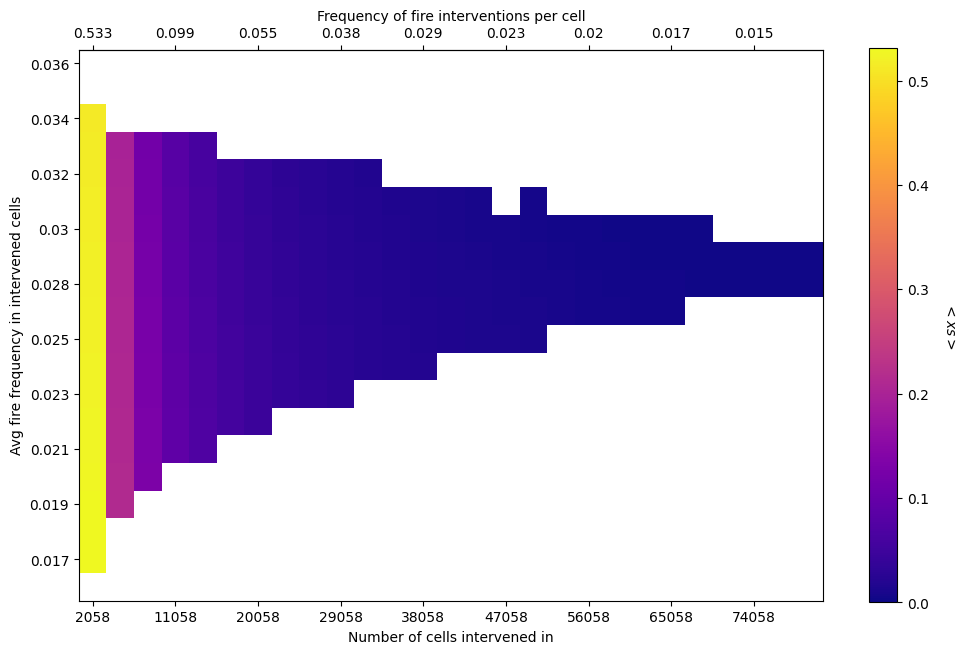 Frequency of fire interventions per cell
0.533 0.099 0.055 0.038 0.029 0.023 0.02 0.017 0.015
Avg fire frequency in intervened cells
0.036
0.034
0.032
0.03
0.028
0.025
0.023
0.021
0.019
0.017
2058 11058 20058 29058 38058 47058 56058 65058 74058
Number of cells intervened in
0.5
0.4
0.3
0.2
0.1
0.0
< sx >